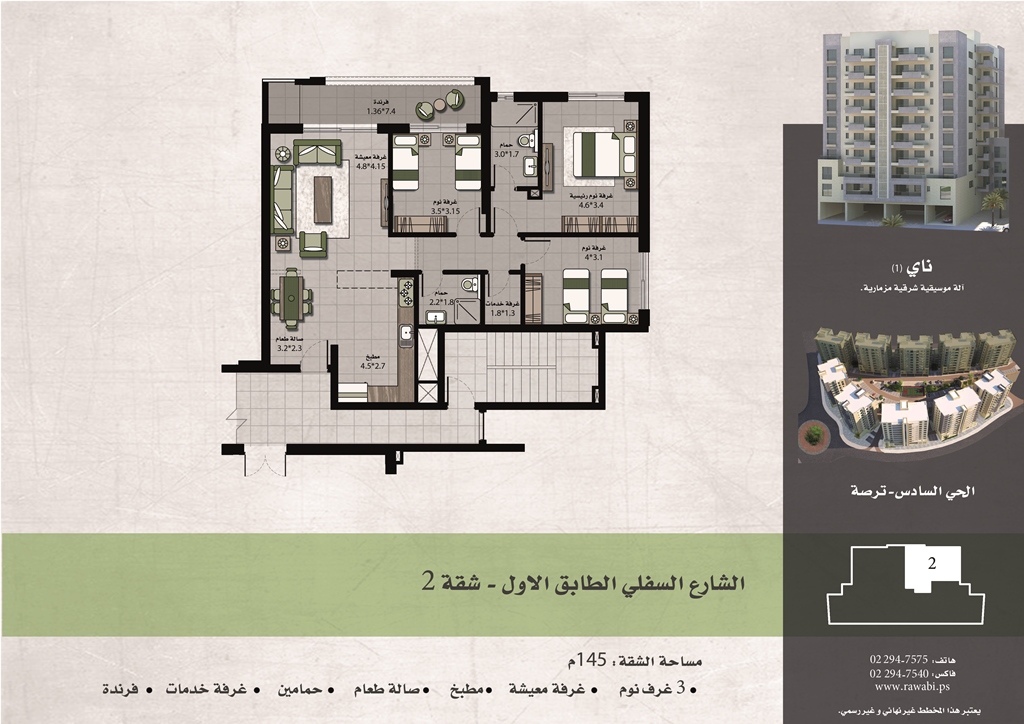 فرندة
1.36*7.4
غرفة معيشة
4.8*4.15
غرفة نوم
3.5*3.15
حمام
3.0*1.7
غرفة نوم رئيسية
4.6*3.4
غرفة نوم
4*3.1
حمام
2.2*1.8
غرفة خدمات
1.8*1.3
صالة طعام
3.2*2.3
مطبخ
4.5*2.7
ناي (1)
آلة موسيقية شرقية مزمارية.
الحي السادس-ترصة
2
الشارع السفلي الطابق الاول - شقة 2
مساحة الشقة: 145م
• 3 غرف نوم • غرفة معيشة • مطبخ • صالة طعام • حمامين • غرفة خدمات • فرندة
هاتف: 02 294-7575
فاكس: 02 294-7540
www.rawabi.ps
يعتبر هذا المخطط غير نهائي و غير رسمي.